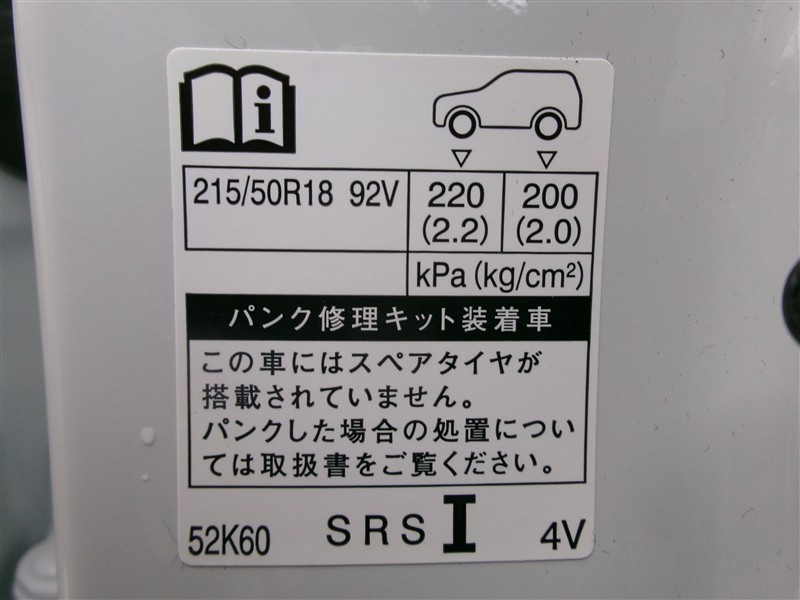 i
215/50R18 92V 220 200
(2.2) (2.0)
kPa (kg/cm²)
パンク修理キット装着車
この車にはスペアタイヤが
搭載されていません。
パンクした場合の処置につい
ては取扱書をご覧ください。
52K60 SRS I 4V